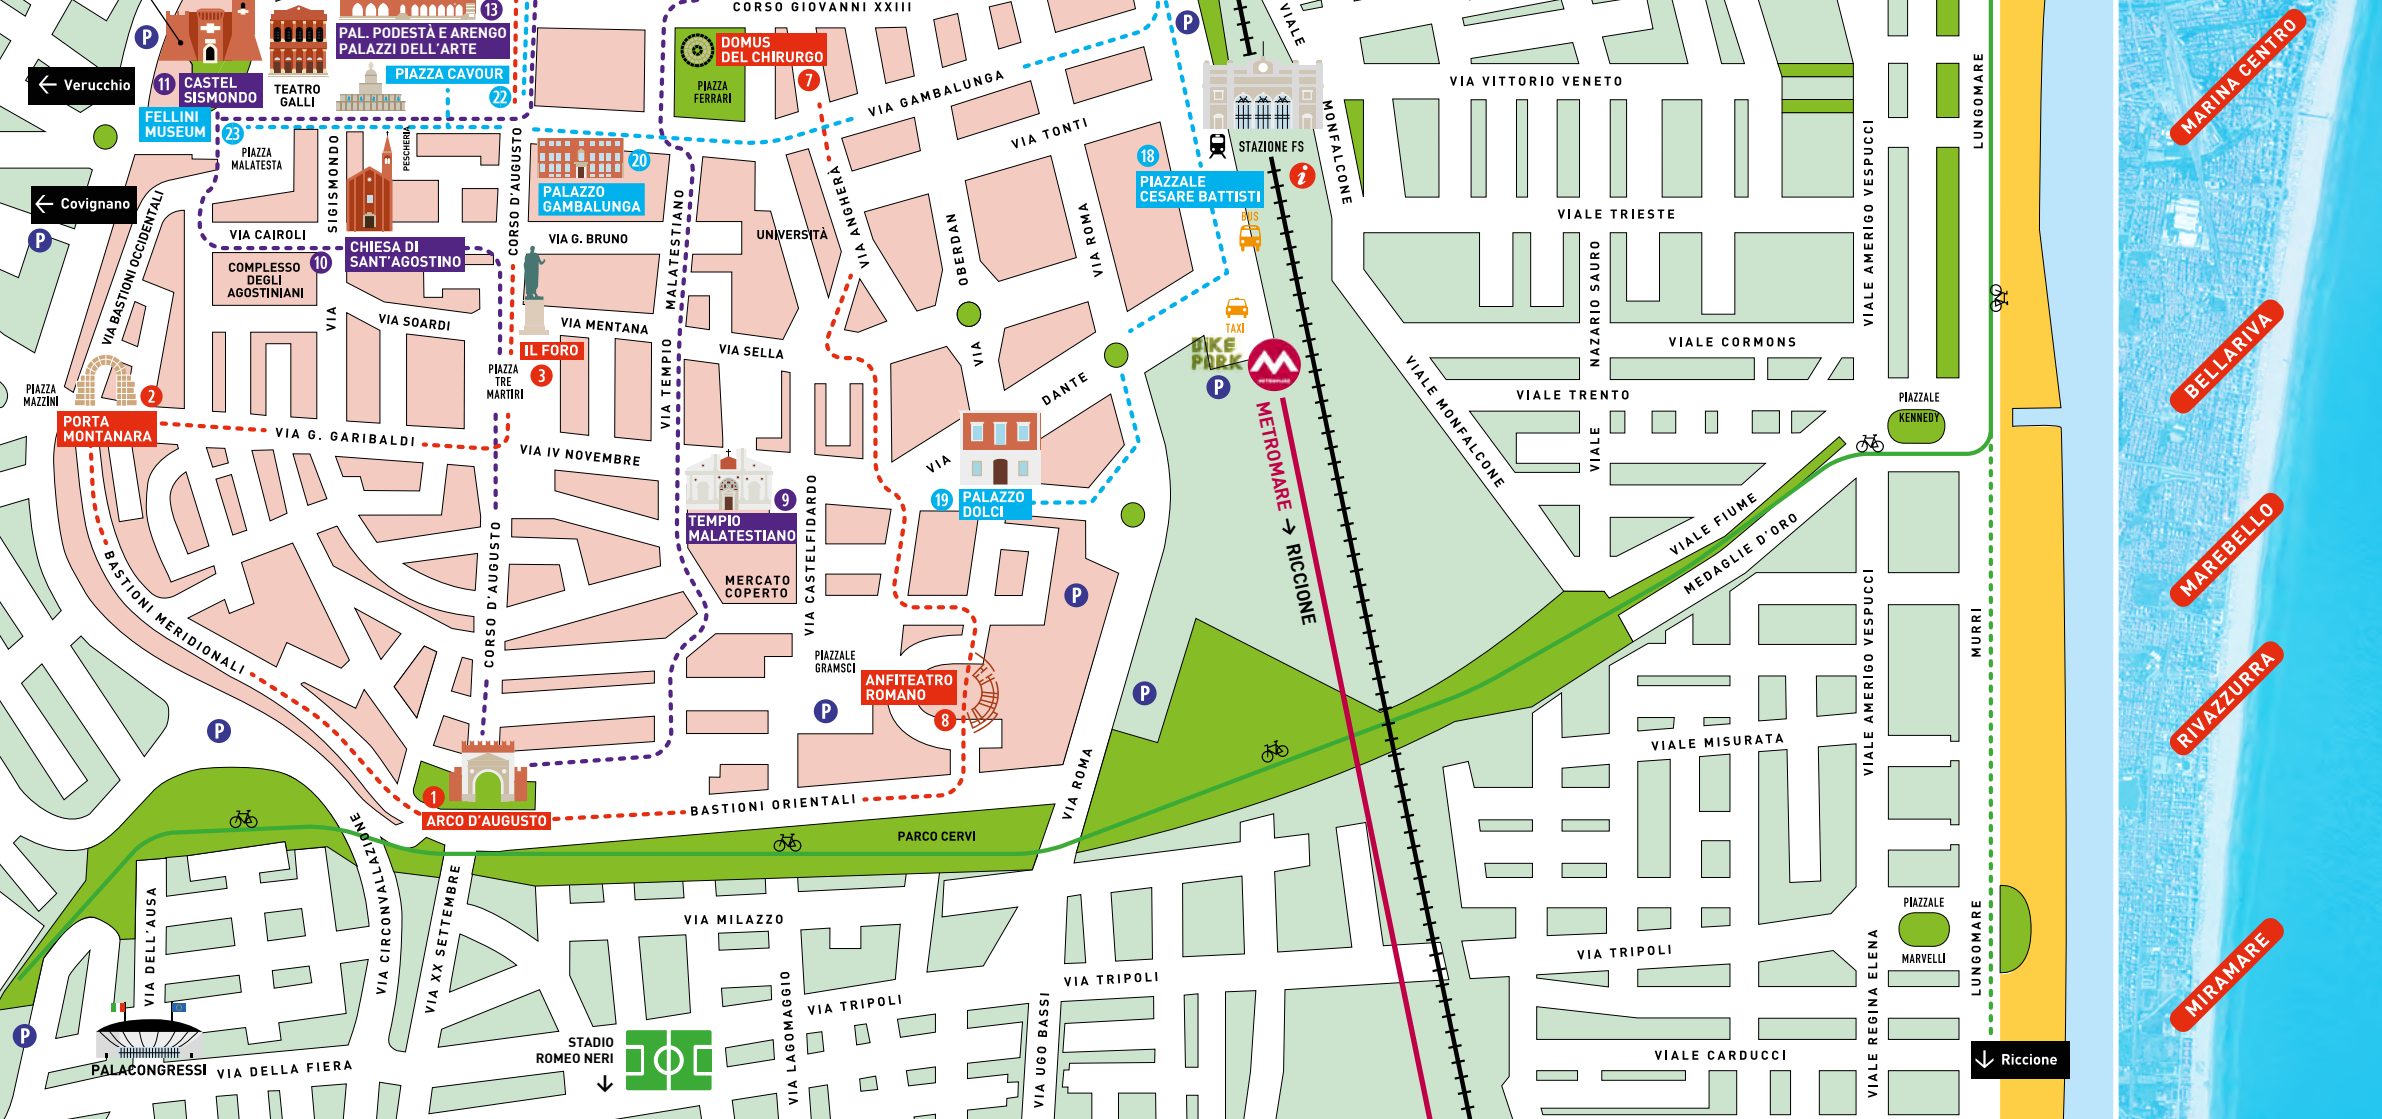 CORSO GIOVANNI XXIII
13
PAL. PODESTÀ E ARENGO
PALAZZI DELL'ARTE
P
P
DOMUS
DEL CHIRURGO
7
VIALE
MONFALCONE
LUNGOMARE
MARINA CENTRO
← Verucchio
11
CASTEL
SISMONDO
TEATRO
GALLI
PIAZZA CAVOUR
22
PIAZZA
FERRARI
VIA GAMBALUNGA
VIA VITTORIO VENETO
FELLINI
MUSEUM
23
PIAZZA
MALATESTA
SIGISMONDO
PESCHERIA
CORSO D'AUGUSTO
20
PALAZZO
GAMBALUNGA
VIA TONTI
18
PIAZZALE
CESARE BATTISTI
STAZIONE FS
i
← Covignano
P
VIA BASTIONI OCCIDENTALI
VIA CAIROLI
CHIESA DI
SANT'AGOSTINO
10
COMPLESSO
DEGLI
AGOSTINIANI
VIA
VIA G. BRUNO
MALATESTIANO
UNIVERSITÀ
VIA ANGHERÀ
OBERDAN
VIA
VIA ROMA
BUS
TAXI
VIALE TRIESTE
NAZARIO SAURO
VIALE
VIALE AMERIGO VESPUCCI
VIA SOARDI
VIA MENTANA
IL FORO
3
PIAZZA
TRE
MARTIRI
VIA TEMPIO
VIA SELLA
BIKE
PARK
P
METROMARE
VIALE CORMONS
VIALE TRENTO
BELLARIVA
PIAZZA
MAZZINI
2
PORTA
MONTANARA
VIA G. GARIBALDI
VIA IV NOVEMBRE
VIA
DANTE
METROMARE → RICCIONE
VIALE MONFALCONE
PIAZZALE
KENNEDY
TEMPIO
MALATESTIANO
9
VIA CASTELFIDARDO
19
PALAZZO
DOLCI
VIALE FIUME
MEDAGLIE D'ORO
MAREBELLO
BASTIONI MERIDIONALI
CORSO D'AUGUSTO
MERCATO
COPERTO
P
VIALE AMERIGO VESPUCCI
MURRI
PIAZZALE
GRAMSCI
ANFITEATRO
ROMANO
8
P
P
P
RIVAZZURRA
VIALE MISURATA
1
ARCO D'AUGUSTO
BASTIONI ORIENTALI
VIA ROMA
PARCO CERVI
VIA CIRCONVALLAZIONE
VIA DELL'AUSA
VIA XX SETTEMBRE
VIA MILAZZO
VIA TRIPOLI
VIA TRIPOLI
VIA TRIPOLI
PIAZZALE
MARVELLI
LUNGOMARE
MIRAMARE
VIALE REGINA ELENA
P
PALACONGRESSI
VIA DELLA FIERA
STADIO
ROMEO NERI
↓
VIA LAGOMAGGIO
VIA UGO BASSI
VIALE CARDUCCI
↓ Riccione